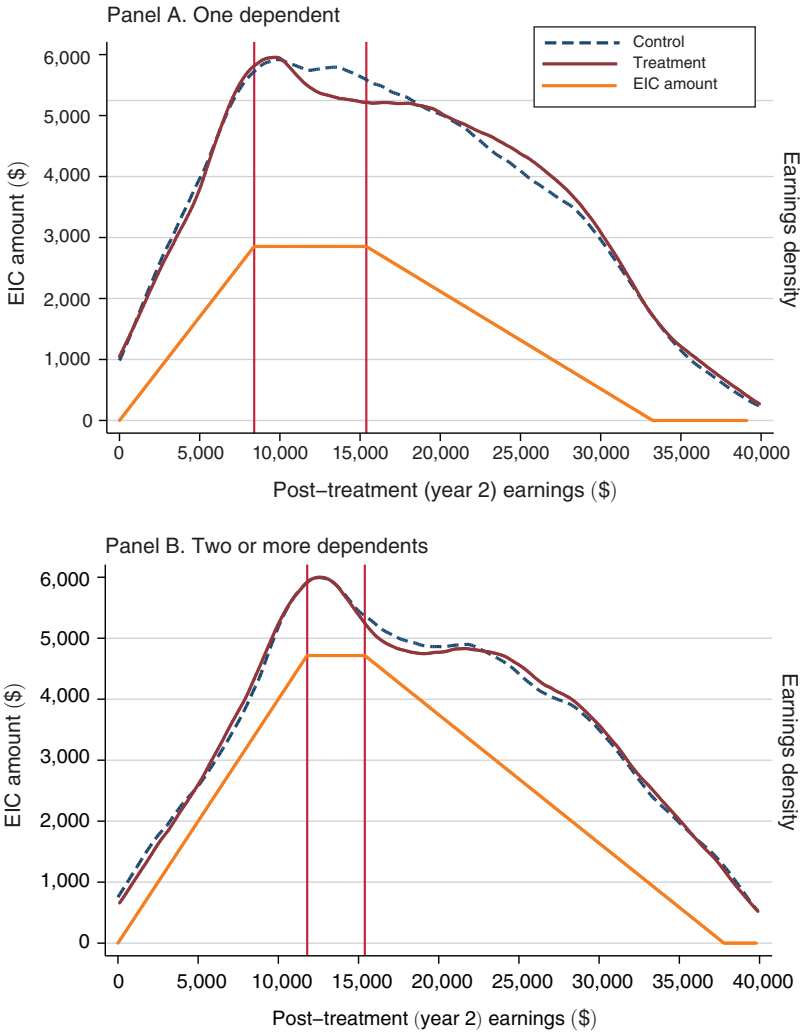 Panel A. One dependent
Control
Treatment
EIC amount
6,000
5,000
4,000
3,000
2,000
1,000
0
EIC amount ($)
Earnings density
0 5,000 10,000 15,000 20,000 25,000 30,000 35,000 40,000
Post–treatment (year 2) earnings ($)
Panel B. Two or more dependents
6,000
5,000
4,000
3,000
2,000
1,000
0
EIC amount ($)
Earnings density
0 5,000 10,000 15,000 20,000 25,000 30,000 35,000 40,000
Post–treatment (year 2) earnings ($)